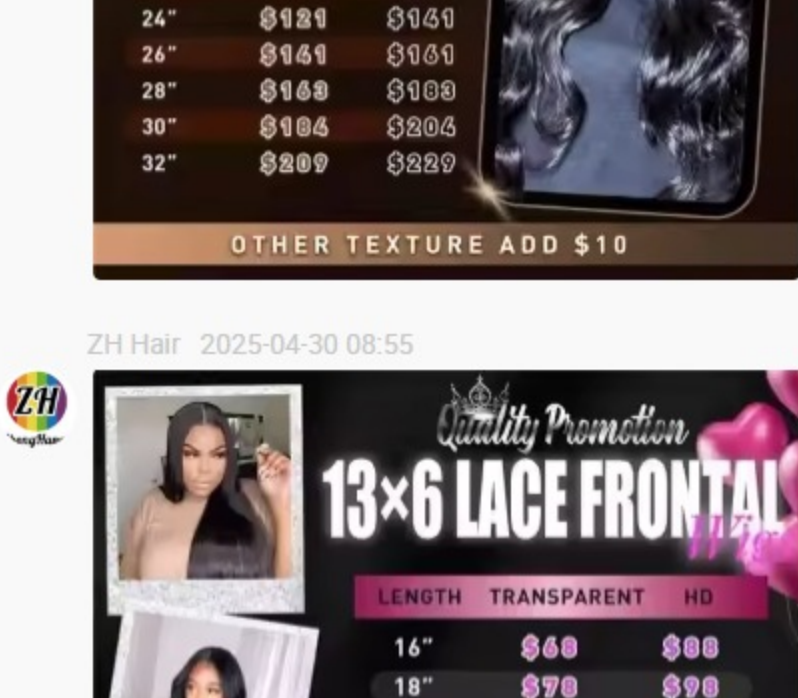 24" $121 $141
26" $141 $161
28" $163 $183
30" $184 $204
32" $209 $229
OTHER TEXTURE ADD $10
ZH Hair 2025-04-30 08:55
ZH
Quality Promotion
13×6 LACE FRONTAL
Wig
LENGTH TRANSPARENT HD
16" $68 $88
18" $78 $98